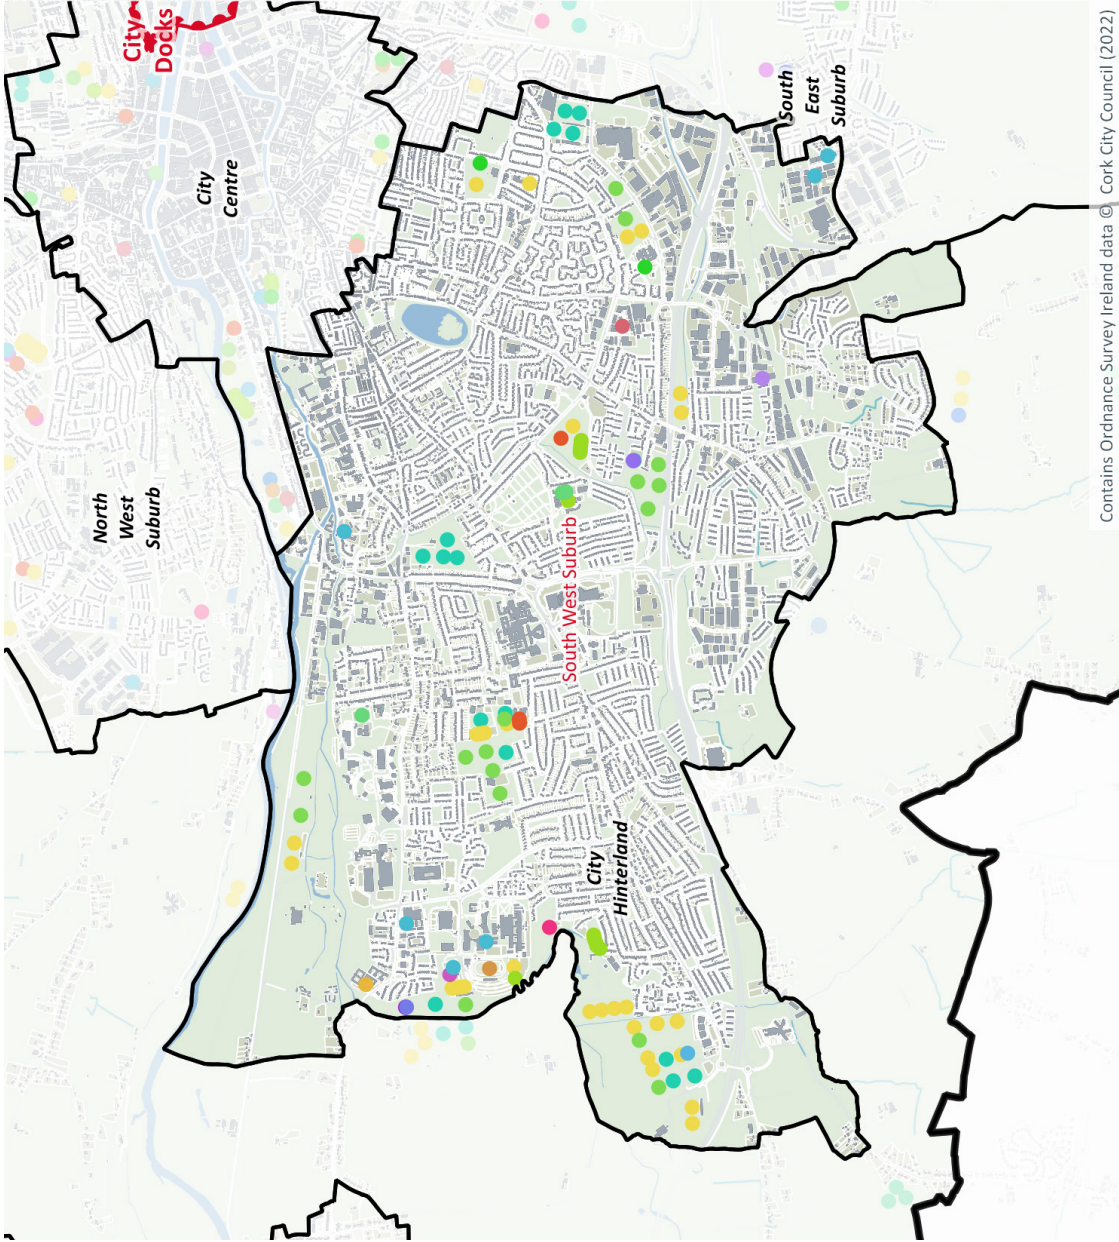 City
Docks
City
Centre
South
East
Suburb
North
West
Suburb
South West Suburb
City
Hinterland
Contains Ordnance Survey Ireland data © Cork City Council (2022)